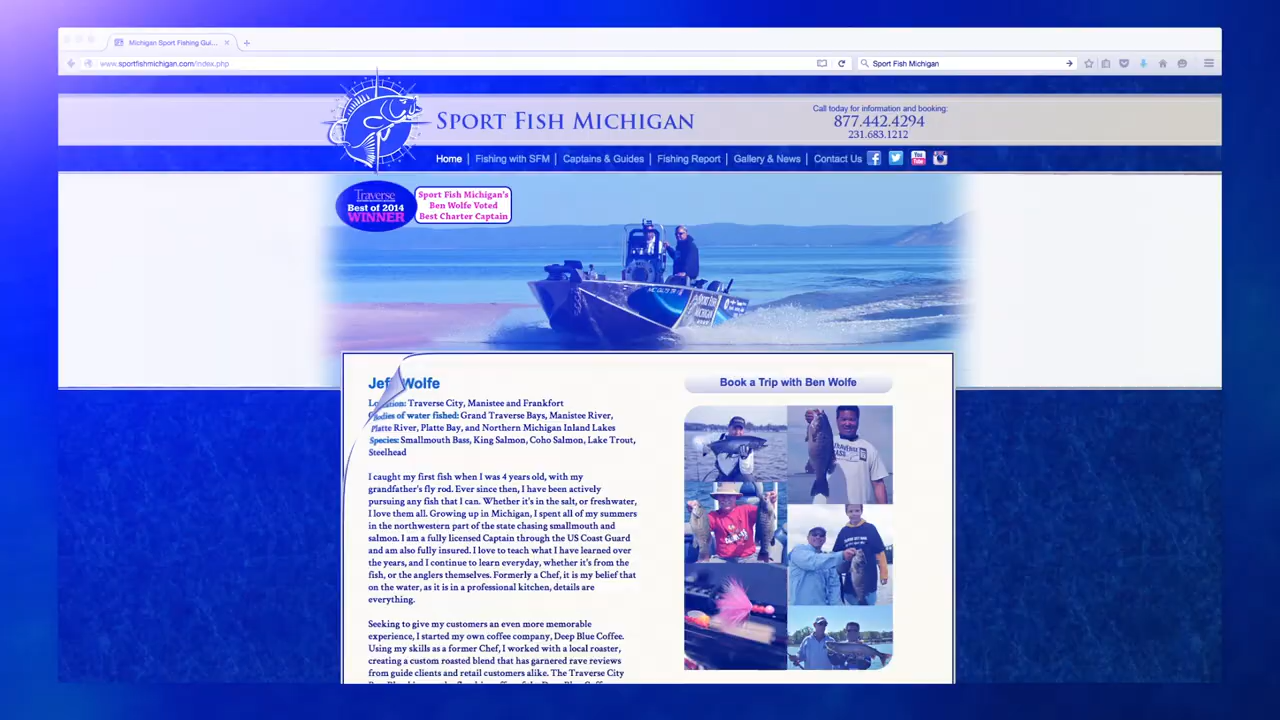 Michigan Sport Fishing Gui...
www.sportfishmichigan.com/index.php
Sport Fish Michigan
SPORT FISH MICHIGAN
Call today for information and booking:
877.442.4294
231.683.1212
Home | Fishing with SFM | Captains & Guides | Fishing Report | Gallery & News | Contact Us
You
Tube
Traverse
Best of 2014
WINNER
Sport Fish Michigan's
Ben Wolfe Voted
Best Charter Captain
SPORT FISH
MICHIGAN
Wolfe
Traverse City, Manistee and Frankfort
of water fished: Grand Traverse Bays, Manistee River,
Platte River, Platte Bay, and Northern Michigan Inland Lakes
Species: Smallmouth Bass, King Salmon, Coho Salmon, Lake Trout,
Steelhead
I caught my first fish when I was 4 years old, with my
grandfather's fly rod. Ever since then, I have been actively
pursuing any fish that I can. Whether it's in the salt, or freshwater,
I love them all. Growing up in Michigan, I spent all of my summers
in the northwestern part of the state chasing smallmouth and
salmon. I am a fully licensed Captain through the US Coast Guard
and am also fully insured. I love to teach what I have learned over
the years, and I continue to learn everyday, whether it's from the
fish, or the anglers themselves. Formerly a Chef, it is my belief that
on the water, as it is in a professional kitchen, details are
everything.
Seeking to give my customers an even more memorable
experience, I started my own coffee company, Deep Blue Coffee.
Using my skills as a former Chef, I worked with a local roaster,
creating a custom roasted blend that has garnered rave reviews
from guide clients and retail customers alike. The Traverse City
Book a Trip with Ben Wolfe